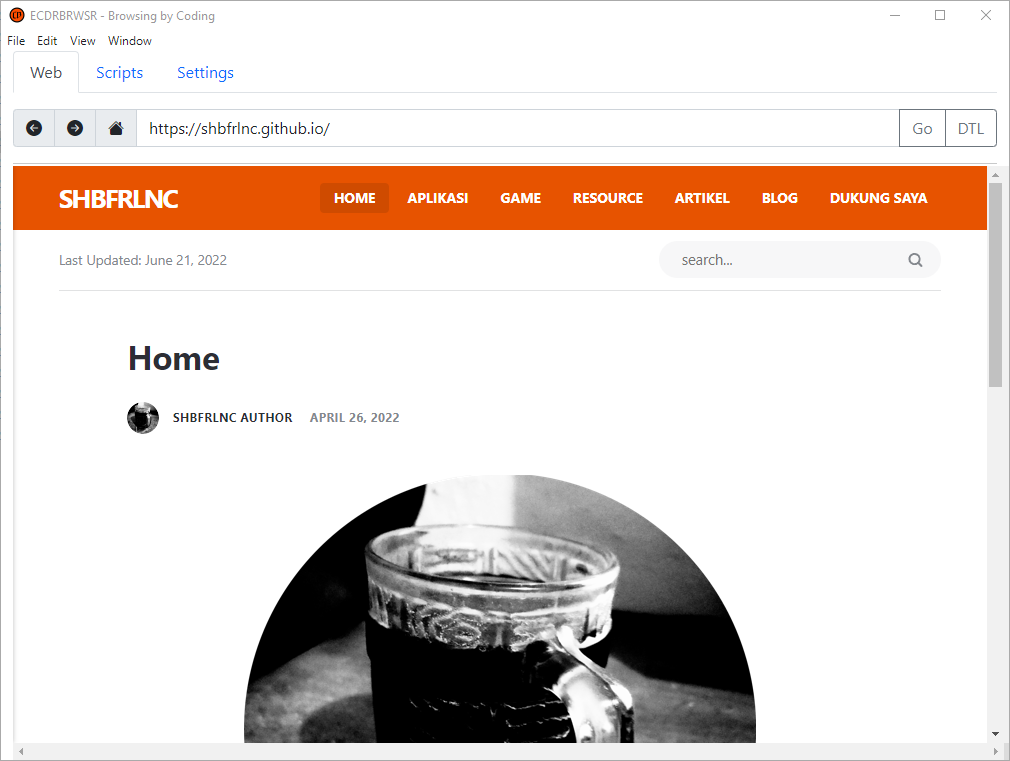 ECDRBRWSR - Browsing by Coding
File Edit View Window
Web Scripts Settings
https://shbfrlnc.github.io/ Go DTL
SHBFRLNC HOME APLIKASI GAME RESOURCE ARTIKEL BLOG DUKUNG SAYA
Last Updated: June 21, 2022 search...
Home
SHBFRLNC AUTHOR APRIL 26, 2022